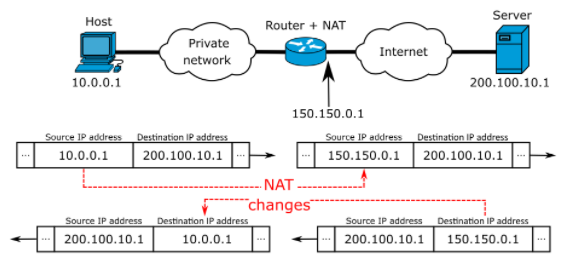 Host
Router + NAT
Server
Private
network
Internet
10.0.0.1
200.100.10.1
150.150.0.1
Source IP address Destination IP address
... 10.0.0.1 200.100.10.1 ...
Source IP address Destination IP address
... 150.150.0.1 200.100.10.1 ...
NAT
changes
Source IP address Destination IP address
... 200.100.10.1 10.0.0.1 ...
Source IP address Destination IP address
... 200.100.10.1 150.150.0.1 ...